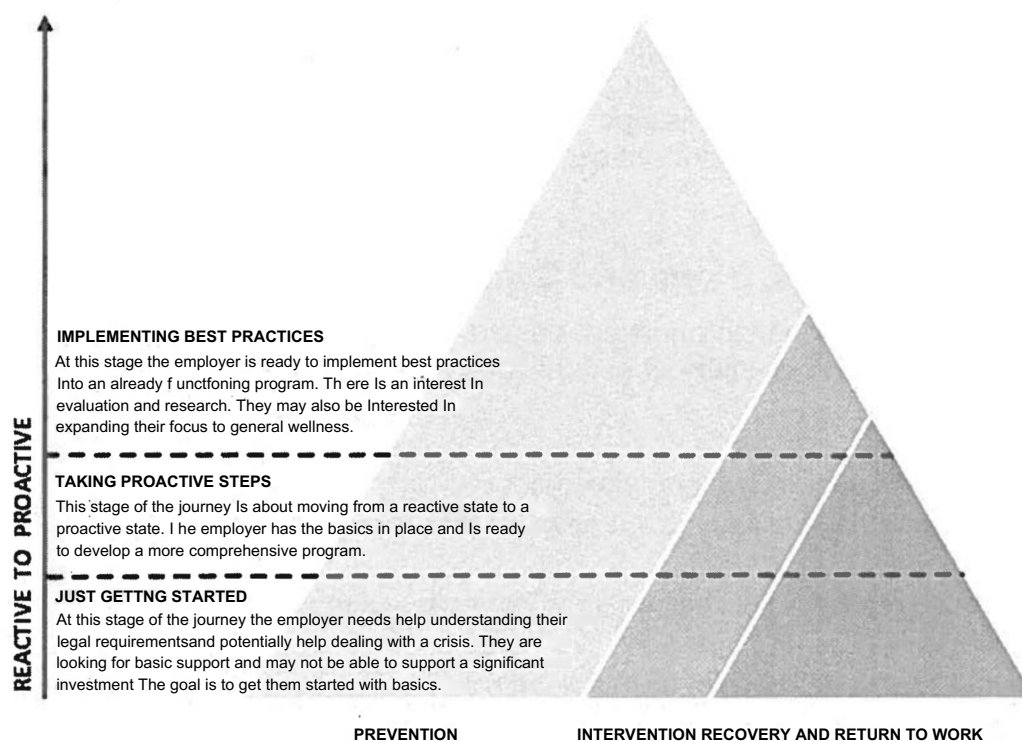 REACTIVE TO PROACTIVE
IMPLEMENTING BEST PRACTICES
At this stage the employer is ready to implement best practices
Into an already f unctfoning program. Th ere Is an interest In
evaluation and research. They may also be Interested In
expanding their focus to general wellness.
TAKING PROACTIVE STEPS
This stage of the journey Is about moving from a reactive state to a
proactive state. I he employer has the basics in place and Is ready
to develop a more comprehensive program.
JUST GETTNG STARTED
At this stage of the journey the employer needs help understanding their
legal requirementsand potentially help dealing with a crisis. They are
looking for basic support and may not be able to support a significant
investment The goal is to get them started with basics.
PREVENTION
INTERVENTION RECOVERY AND RETURN TO WORK